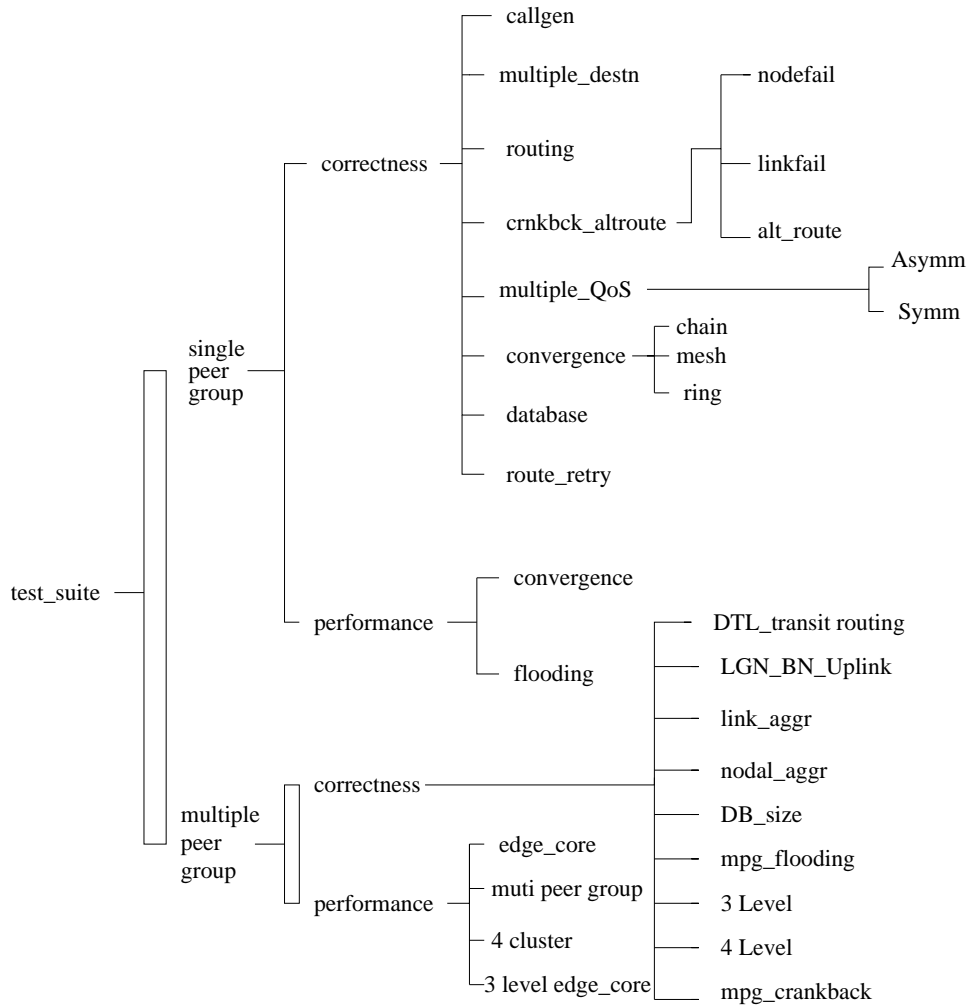 callgen
multiple_destn
nodefail
routing
correctness
linkfail
crnkbck_altroute
alt_route
Asymm
multiple_QoS
Symm
chain
single
peer
group
convergence
mesh
ring
database
route_retry
test_suite
convergence
performance
DTL_transit routing
flooding
LGN_BN_Uplink
link_aggr
correctness
nodal_aggr
multiple
peer
group
DB_size
edge_core
mpg_flooding
muti peer group
performance
3 Level
4 cluster
4 Level
3 level edge_core
mpg_crankback